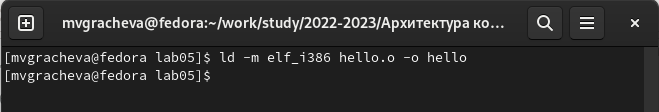 mvgracheva@fedora:~/work/study/2022-2023/Архитектура ко...
[mvgracheva@fedora lab05]$ ld -m elf_i386 hello.o -o hello
[mvgracheva@fedora lab05]$